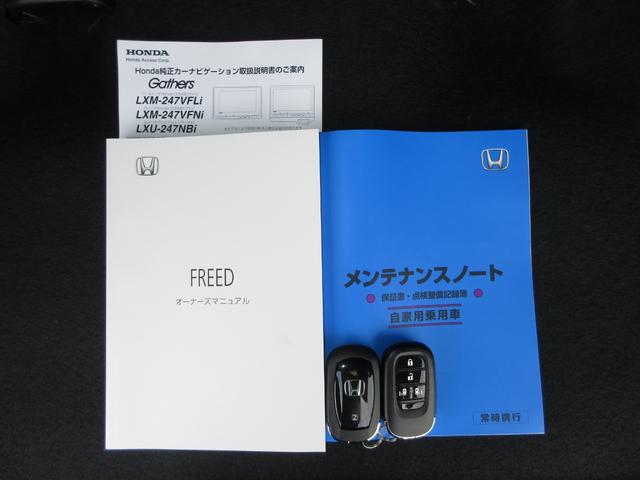 HONDA
Honda Access Corp.
Honda純正カーナビゲーション取扱説明書のご案内
Gathers
LXM-247VFLi
LXM-247VFNi
LXU-247NBi
FREED
オーナーズマニュアル
メンテナンスノート
保証書・点検整備記録簿
自家用乗用車
常時携行